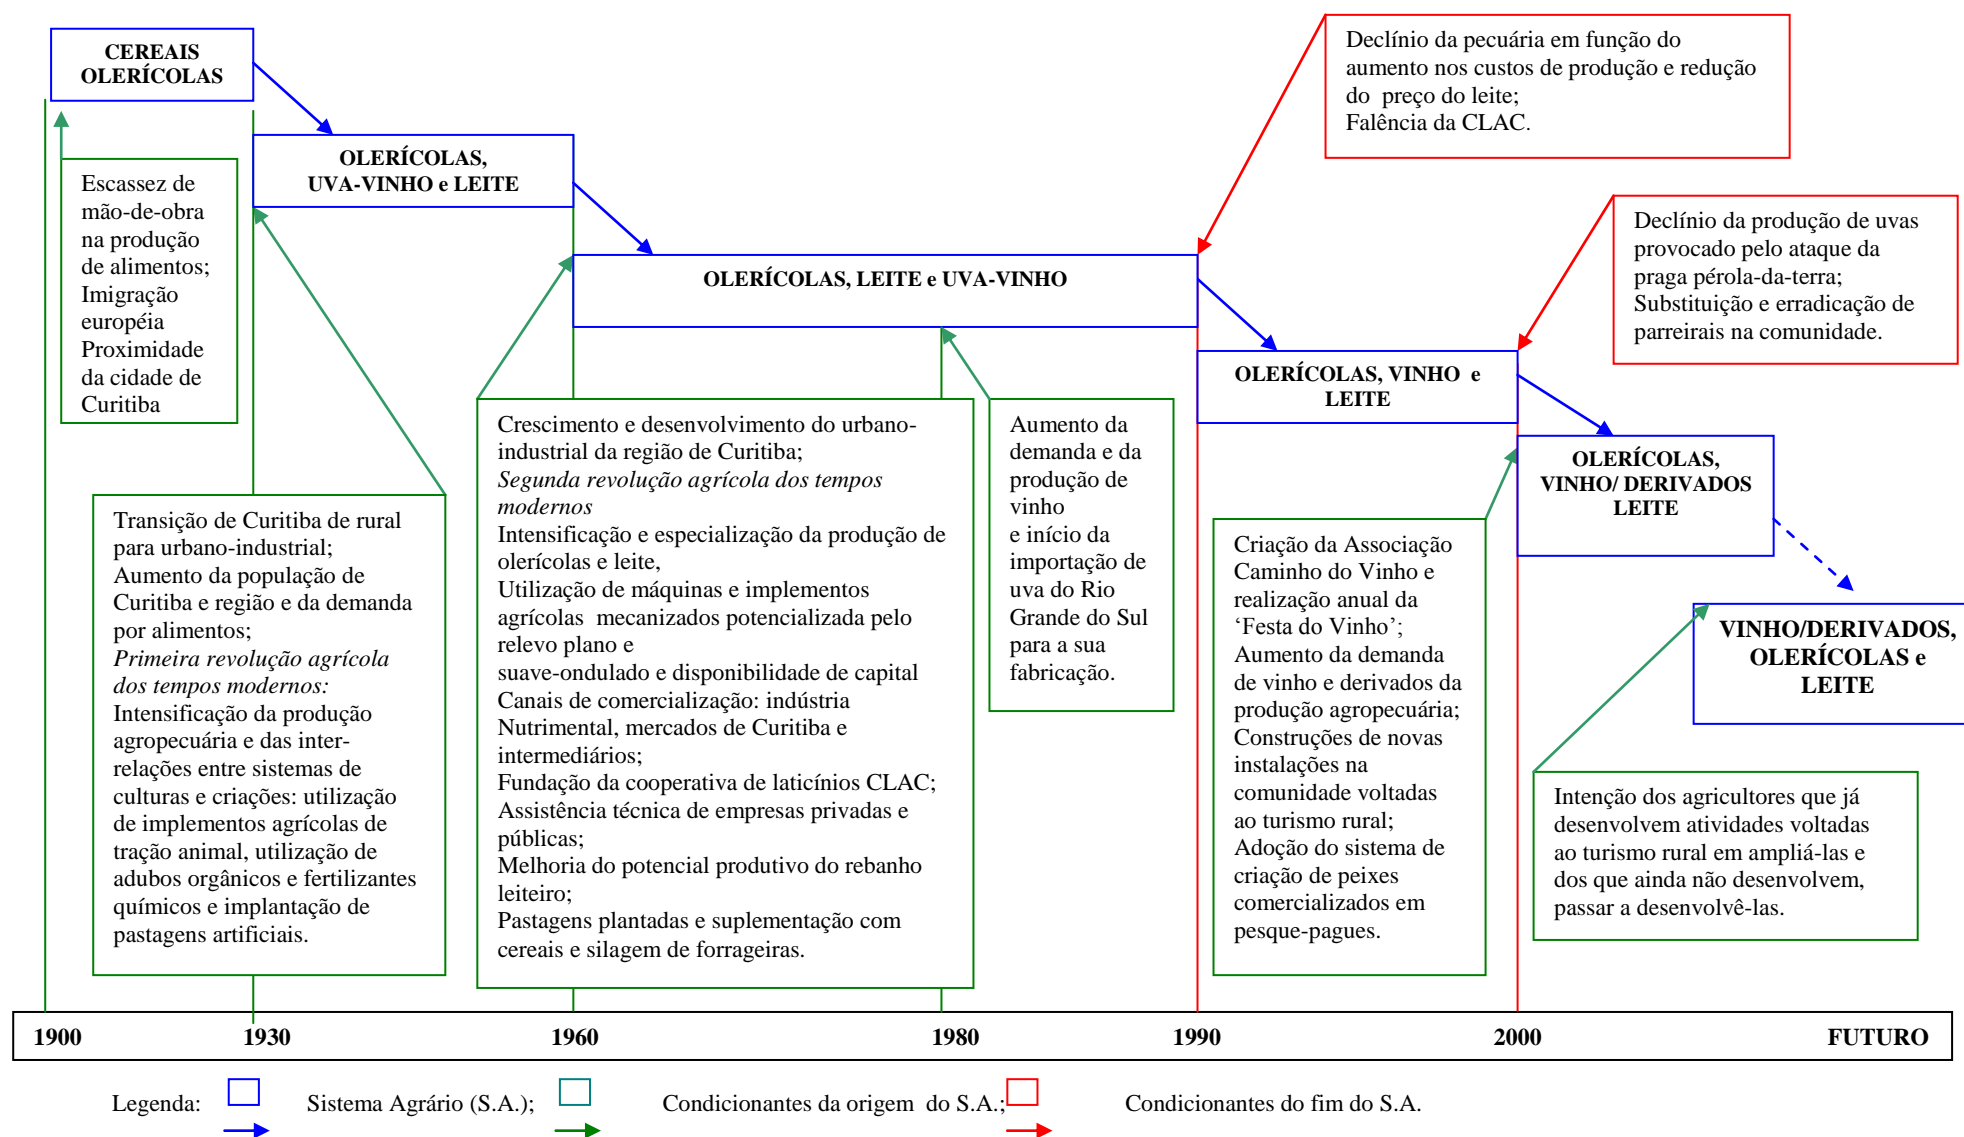 CEREAIS
OLERÍCOLAS
Escassez de
mão-de-obra
na produção
de alimentos;
Imigração
européia
Proximidade
da cidade de
Curitiba
OLERÍCOLAS,
UVA-VINHO e LEITE
Transição de Curitiba de rural
para urbano-industrial;
Aumento da população de
Curitiba e região e da demanda
por alimentos;
Primeira revolução agrícola
dos tempos modernos:
Intensificação da produção
agropecuária e das inter-
relações entre sistemas de
culturas e criações: utilização
de implementos agrícolas de
tração animal, utilização de
adubos orgânicos e fertilizantes
químicos e implantação de
pastagens artificiais.
OLERÍCOLAS, LEITE e UVA-VINHO
Crescimento e desenvolvimento do urbano-
industrial da região de Curitiba;
Segunda revolução agrícola dos tempos
modernos
Intensificação e especialização da produção de
olerícolas e leite,
Utilização de máquinas e implementos
agrícolas mecanizados potencializada pelo
relevo plano e
suave-ondulado e disponibilidade de capital
Canais de comercialização: indústria
Nutrimental, mercados de Curitiba e
intermediários;
Fundação da cooperativa de laticínios CLAC;
Assistência técnica de empresas privadas e
públicas;
Melhoria do potencial produtivo do rebanho
leiteiro;
Pastagens plantadas e suplementação com
cereais e silagem de forrageiras.
Aumento da
demanda e da
produção de
vinho
e início da
importação de
uva do Rio
Grande do Sul
para a sua
fabricação.
Declínio da pecuária em função do
aumento nos custos de produção e redução
do preço do leite;
Falência da CLAC.
OLERÍCOLAS, VINHO e
LEITE
Declínio da produção de uvas
provocado pelo ataque da
praga pérola-da-terra;
Substituição e erradicação de
parreirais na comunidade.
OLERÍCOLAS,
VINHO/ DERIVADOS
LEITE
Criação da Associação
Caminho do Vinho e
realização anual da
‘Festa do Vinho’;
Aumento da demanda
de vinho e derivados da
produção agropecuária;
Construções de novas
instalações na
comunidade voltadas
ao turismo rural;
Adoção do sistema de
criação de peixes
comercializados em
pesque-pagues.
VINHO/DERIVADOS,
OLERÍCOLAS e
LEITE
Intenção dos agricultores que já
desenvolvem atividades voltadas
ao turismo rural em ampliá-las e
dos que ainda não desenvolvem,
passar a desenvolvê-las.
1900 1930 1960 1980 1990 2000 FUTURO
Legenda: Sistema Agrário (S.A.); Condicionantes da origem do S.A.; Condicionantes do fim do S.A.